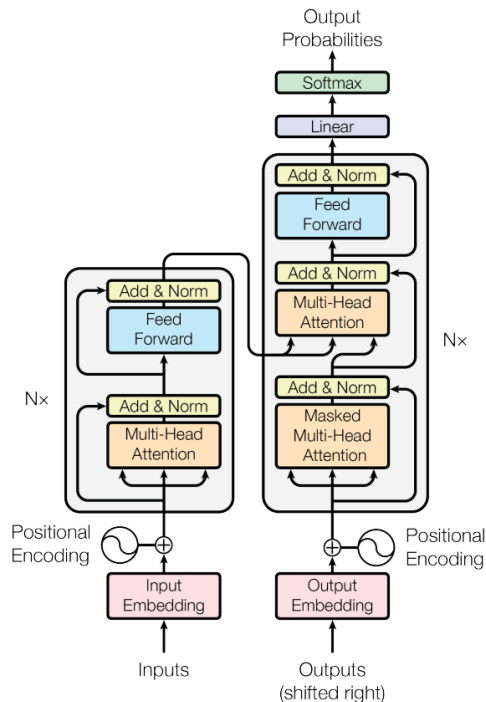 Output
Probabilities
Softmax
Linear
Add & Norm
Feed
Forward
Add & Norm
Multi-Head
Attention
Add & Norm
Masked
Multi-Head
Attention
N×
Positional
Encoding
Output
Embedding
Outputs
(shifted right)
Add & Norm
Feed
Forward
Add & Norm
Multi-Head
Attention
N×
Positional
Encoding
Input
Embedding
Inputs